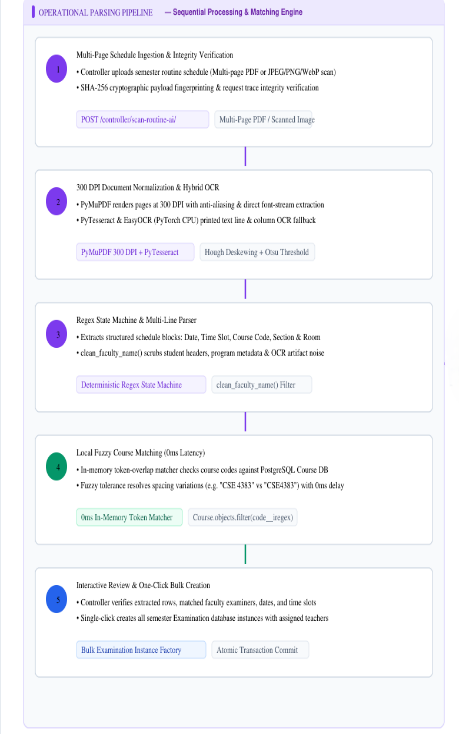 OPERATIONAL PARSING PIPELINE — Sequential Processing & Matching Engine
1
Multi-Page Schedule Ingestion & Integrity Verification
• Controller uploads semester routine schedule (Multi-page PDF or JPEG/PNG/WebP scan)
• SHA-256 cryptographic payload fingerprinting & request trace integrity verification
POST /controller/scan-routine-ai/ Multi-Page PDF / Scanned Image
2
300 DPI Document Normalization & Hybrid OCR
• PyMuPDF renders pages at 300 DPI with anti-aliasing & direct font-stream extraction
• PyTesseract & EasyOCR (PyTorch CPU) printed text line & column OCR fallback
PyMuPDF 300 DPI + PyTesseract Hough Deskewing + Otsu Threshold
3
Regex State Machine & Multi-Line Parser
• Extracts structured schedule blocks: Date, Time Slot, Course Code, Section & Room
• clean_faculty_name() scrubs student headers, program metadata & OCR artifact noise
Deterministic Regex State Machine clean_faculty_name() Filter
4
Local Fuzzy Course Matching (0ms Latency)
• In-memory token-overlap matcher checks course codes against PostgreSQL Course DB
• Fuzzy tolerance resolves spacing variations (e.g. "CSE 4383" vs "CSE4383") with 0ms delay
0ms In-Memory Token Matcher Course.objects.filter(code__iregex)
5
Interactive Review & One-Click Bulk Creation
• Controller verifies extracted rows, matched faculty examiners, dates, and time slots
• Single-click creates all semester Examination database instances with assigned teachers
Bulk Examination Instance Factory Atomic Transaction Commit